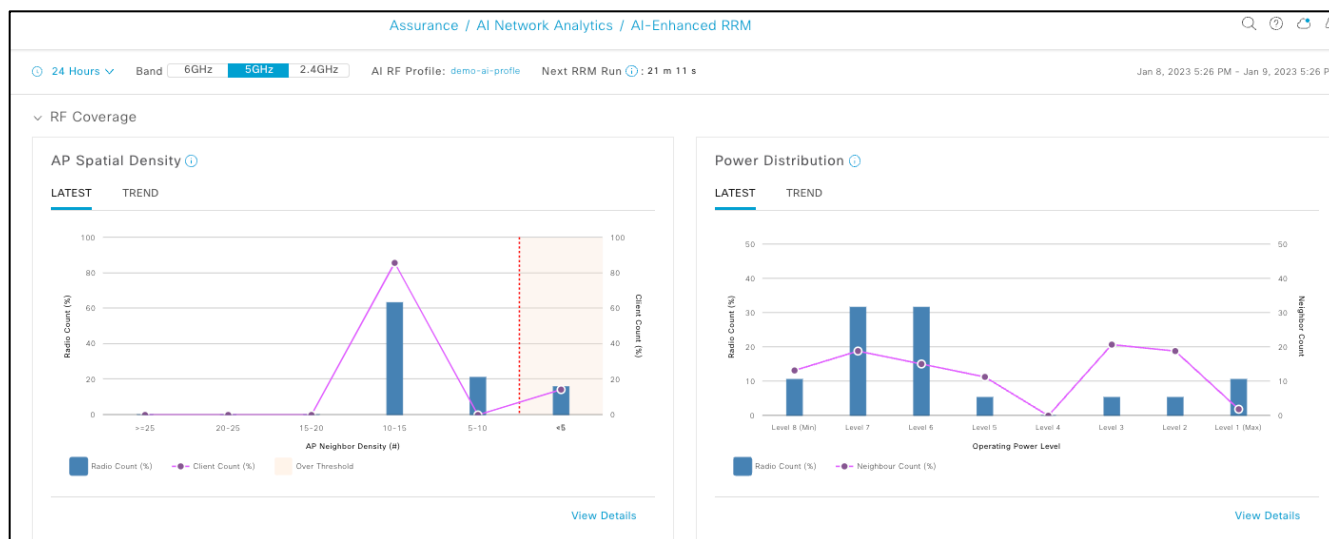 Assurance / AI Network Analytics / AI-Enhanced RRM
24 Hours Band 6GHz 5GHz 2.4GHz AI RF Profile: demo-ai-profle Next RRM Run : 21 m 11 s Jan 8, 2023 5:26 PM - Jan 9, 2023 5:26 P
RF Coverage
AP Spatial Density
LATEST TREND
100
80
60
40
20
0
Radio Count (%)
100
80
60
40
20
0
Client Count (%)
>=25 20-25 15-20 10-15 5-10 <5
AP Neighbor Density (#)
Radio Count (%) Client Count (%) Over Threshold
View Details
Power Distribution
LATEST TREND
50
40
30
20
10
0
Radio Count (%)
50
40
30
20
10
0
Neighbor Count
Level 8 (Min) Level 7 Level 6 Level 5 Level 4 Level 3 Level 2 Level 1 (Max)
Operating Power Level
Radio Count (%) Neighbour Count (%)
View Details